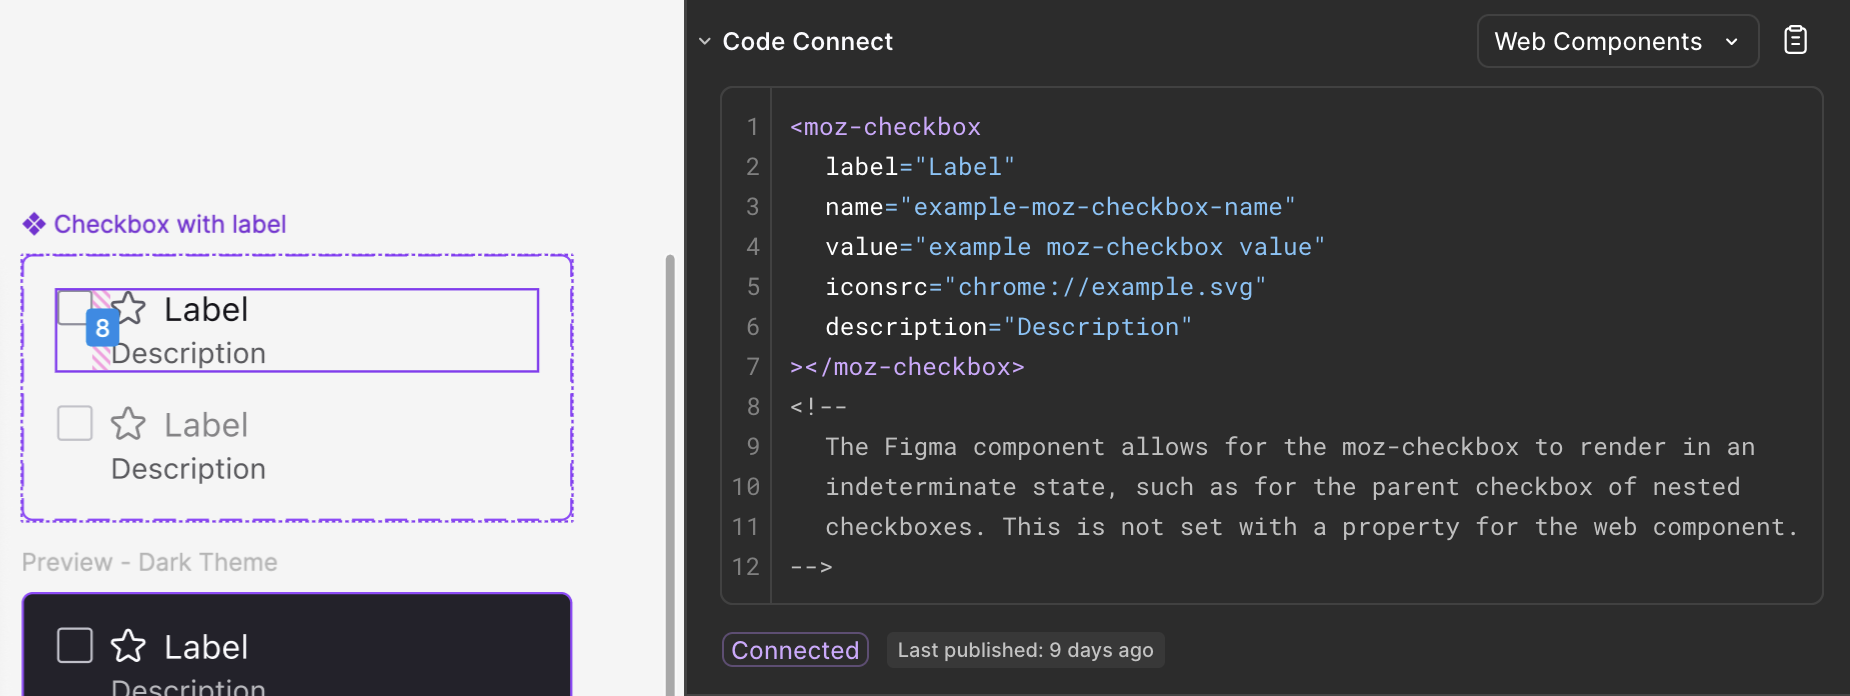 Checkbox with label
Label
8
Description
Label
Description
Preview - Dark Theme
Label
Description
Code Connect
Web Components
1 <moz-checkbox
2 label="Label"
3 name="example-moz-checkbox-name"
4 value="example moz-checkbox value"
5 iconsrc="chrome://example.svg"
6 description="Description"
7 ></moz-checkbox>
8 <!--
9 The Figma component allows for the moz-checkbox to render in an
10 indeterminate state, such as for the parent checkbox of nested
11 checkboxes. This is not set with a property for the web component.
12 -->
Connected
Last published: 9 days ago